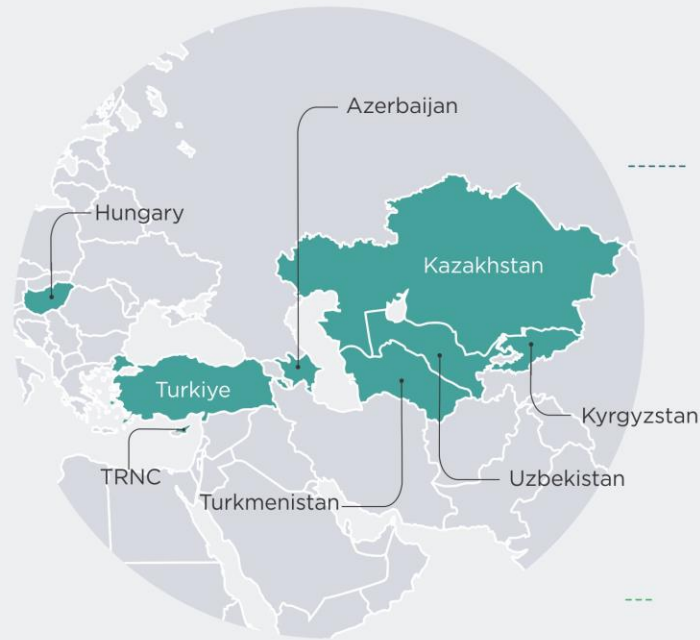 Azerbaijan
Hungary
Kazakhstan
Turkiye
Kyrgyzstan
TRNC
Uzbekistan
Turkmenistan